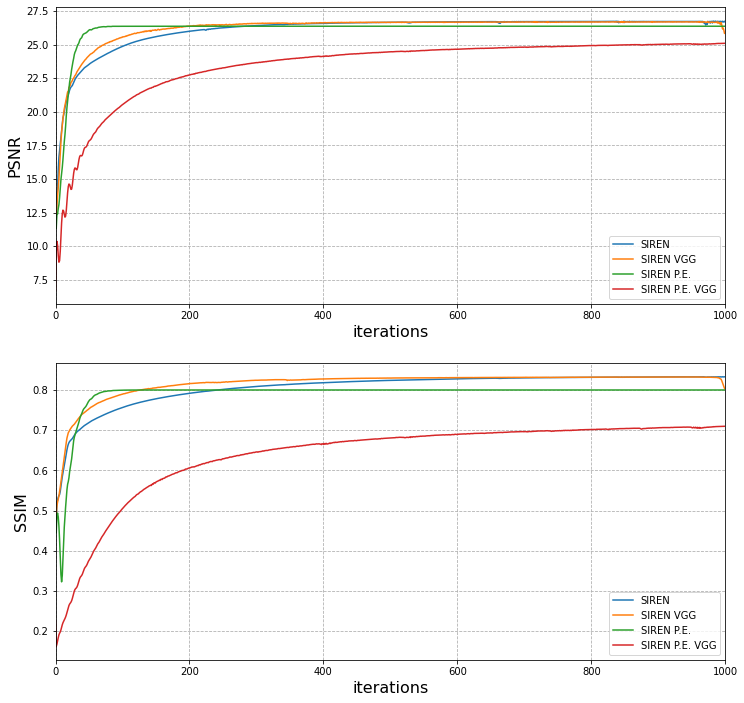 27.5
25.0
22.5
20.0
17.5
15.0
12.5
10.0
7.5
PSNR
SIREN
SIREN VGG
SIREN P.E.
SIREN P.E. VGG
0 200 400 600 800 1000
iterations
0.8
0.7
0.6
0.5
0.4
0.3
0.2
SSIM
SIREN
SIREN VGG
SIREN P.E.
SIREN P.E. VGG
0 200 400 600 800 1000
iterations